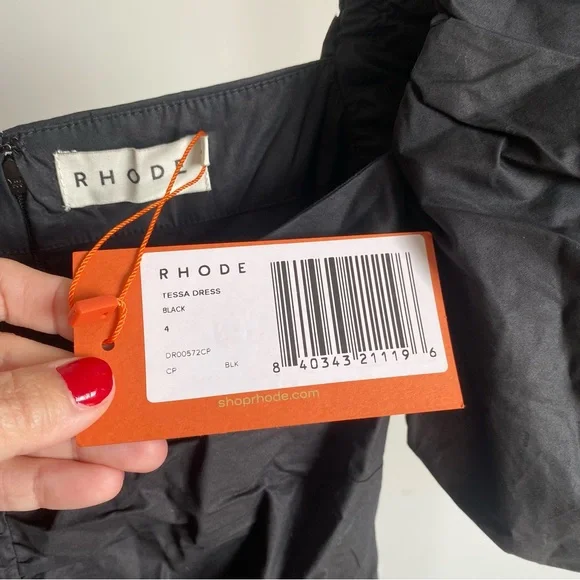 RHODE
RHODE
TESSA DRESS
BLACK
4
DR00572CP
CP BLK
8 40343 21119 6
shoprhode.com